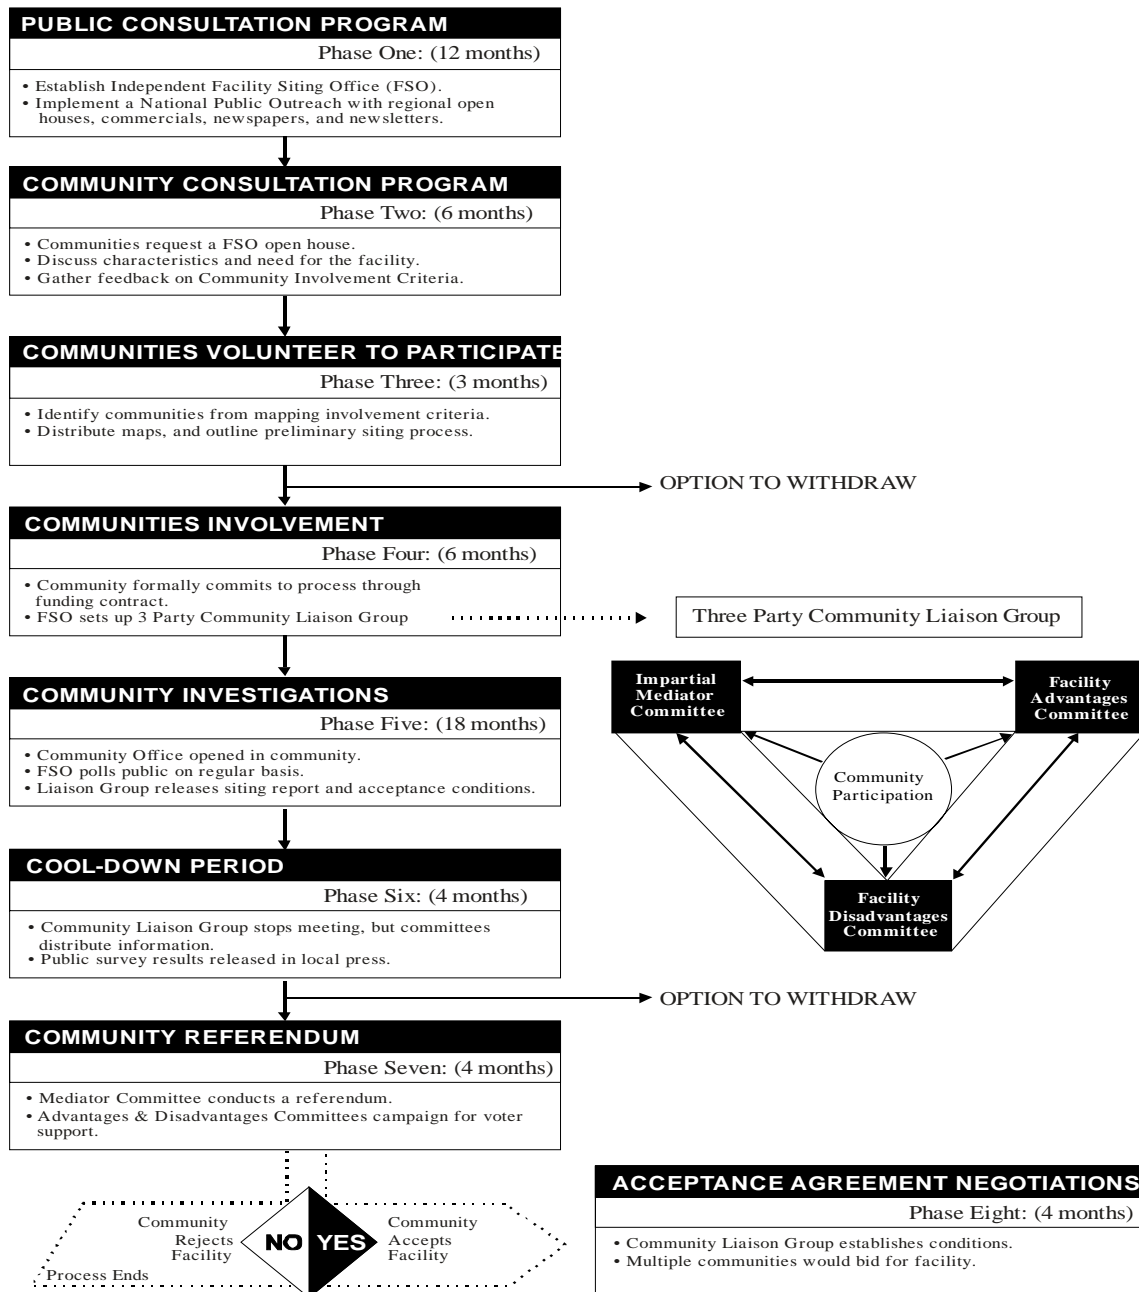 PUBLIC CONSULTATION PROGRAM
Phase One: (12 months)
• Establish Independent Facility Siting Office (FSO).
• Implement a National Public Outreach with regional open
houses, commercials, newspapers, and newsletters.
COMMUNITY CONSULTATION PROGRAM
Phase Two: (6 months)
• Communities request a FSO open house.
• Discuss characteristics and need for the facility.
• Gather feedback on Community Involvement Criteria.
COMMUNITIES VOLUNTEER TO PARTICIPATE
Phase Three: (3 months)
• Identify communities from mapping involvement criteria.
• Distribute maps, and outline preliminary siting process.
OPTION TO WITHDRAW
COMMUNITIES INVOLVEMENT
Phase Four: (6 months)
• Community formally commits to process through
funding contract.
• FSO sets up 3 Party Community Liaison Group
Three Party Community Liaison Group
Impartial
Mediator
Committee
Facility
Advantages
Committee
Community
Participation
Facility
Disadvantages
Committee
COMMUNITY INVESTIGATIONS
Phase Five: (18 months)
• Community Office opened in community.
• FSO polls public on regular basis.
• Liaison Group releases siting report and acceptance conditions.
COOL-DOWN PERIOD
Phase Six: (4 months)
• Community Liaison Group stops meeting, but committees
distribute information.
• Public survey results released in local press.
OPTION TO WITHDRAW
COMMUNITY REFERENDUM
Phase Seven: (4 months)
• Mediator Committee conducts a referendum.
• Advantages & Disadvantages Committees campaign for voter
support.
Community
Rejects
Facility
NO YES
Community
Accepts
Facility
Process Ends
ACCEPTANCE AGREEMENT NEGOTIATIONS
Phase Eight: (4 months)
• Community Liaison Group establishes conditions.
• Multiple communities would bid for facility.